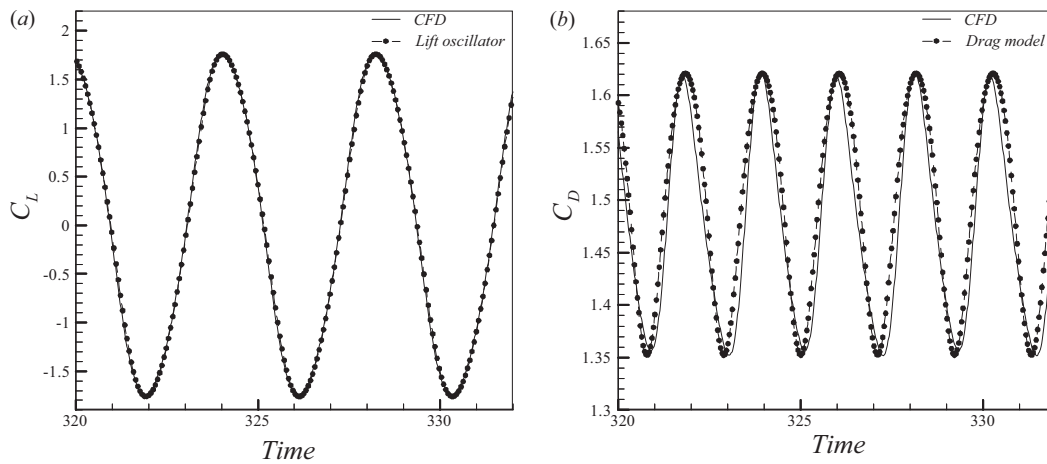 (a)
CFD
Lift oscillator
2
1.5
1
0.5
0
-0.5
-1
-1.5
C_L
320
325
330
Time
(b)
CFD
Drag model
1.65
1.6
1.55
1.5
1.45
1.4
1.35
1.3
C_D
320
325
330
Time